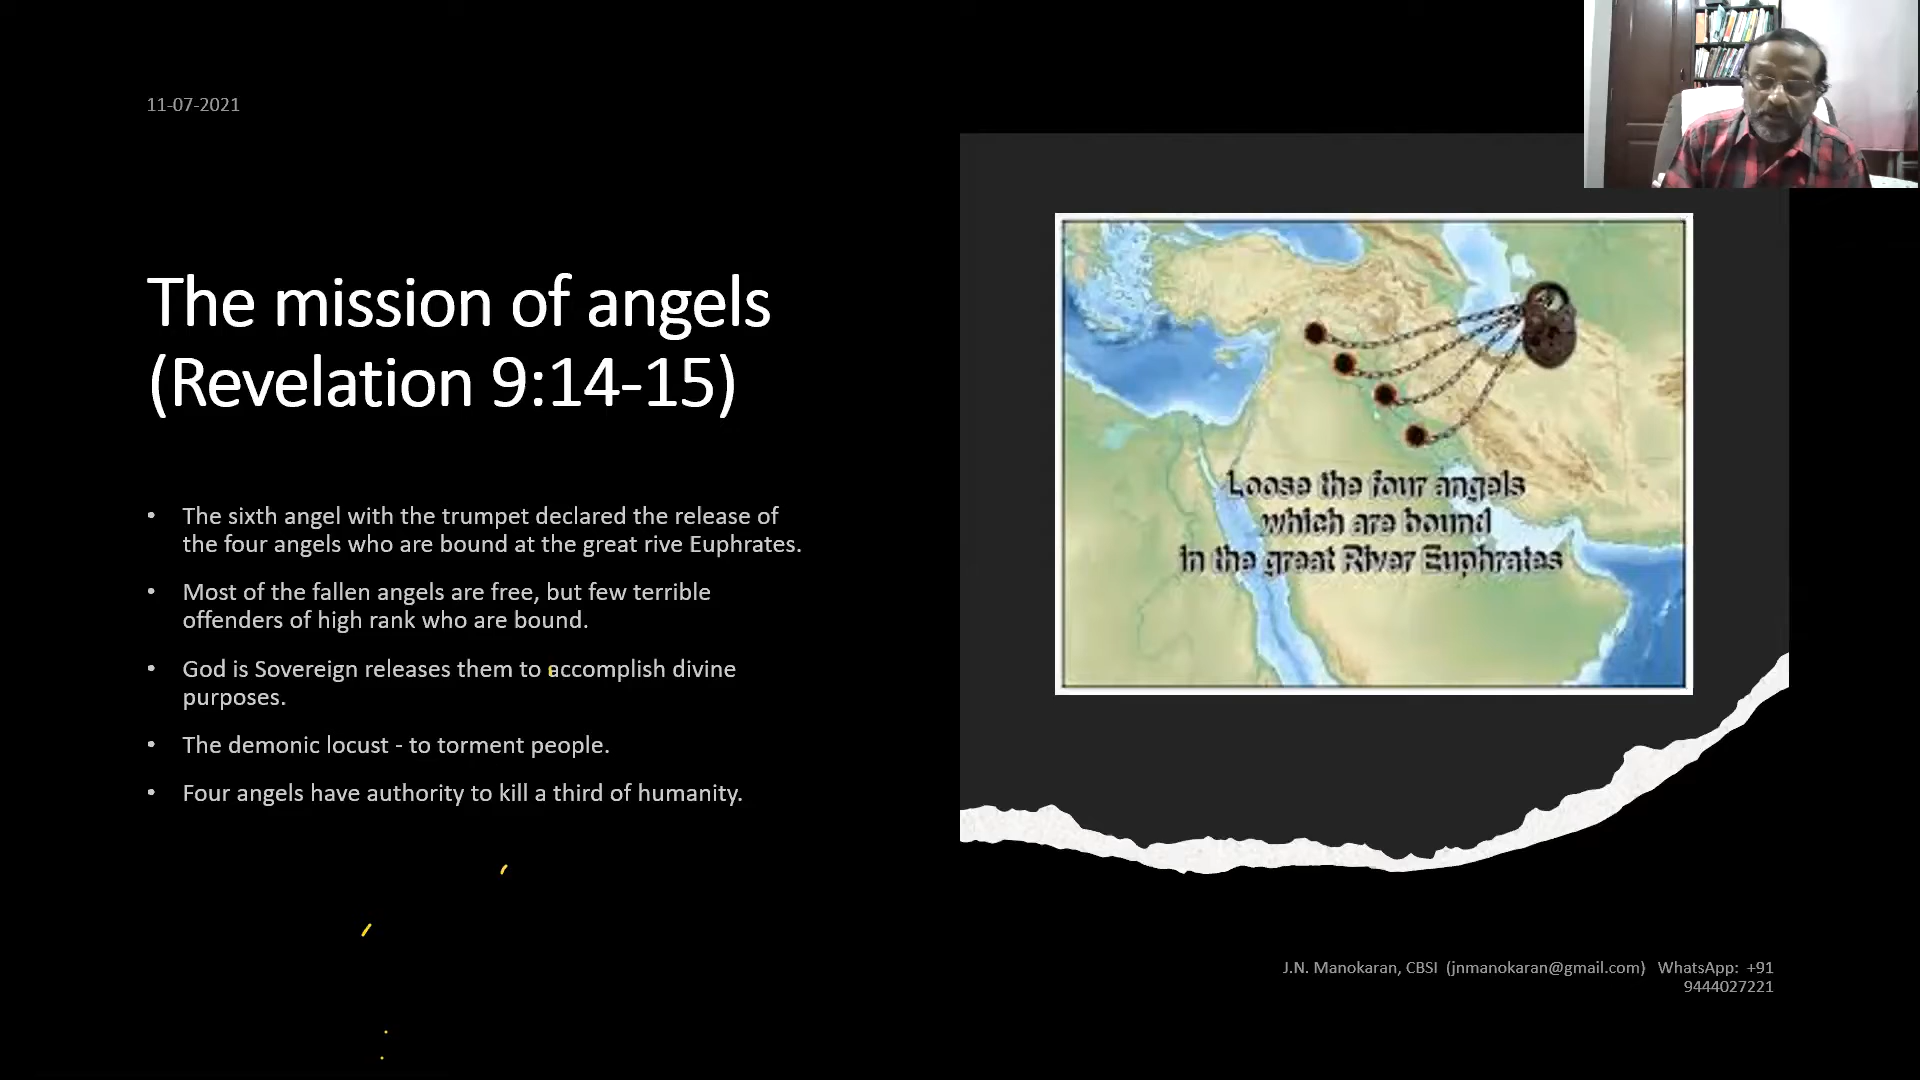 11-07-2021
The mission of angels
(Revelation 9:14-15)
• The sixth angel with the trumpet declared the release of
the four angels who are bound at the great rive Euphrates.
• Most of the fallen angels are free, but few terrible
offenders of high rank who are bound.
• God is Sovereign releases them to accomplish divine
purposes.
• The demonic locust - to torment people.
• Four angels have authority to kill a third of humanity.
Loose the four angels
which are bound
in the great River Euphrates
J.N. Manokaran, CBSI (jnmanokaran@gmail.com) WhatsApp: +91
9444027221